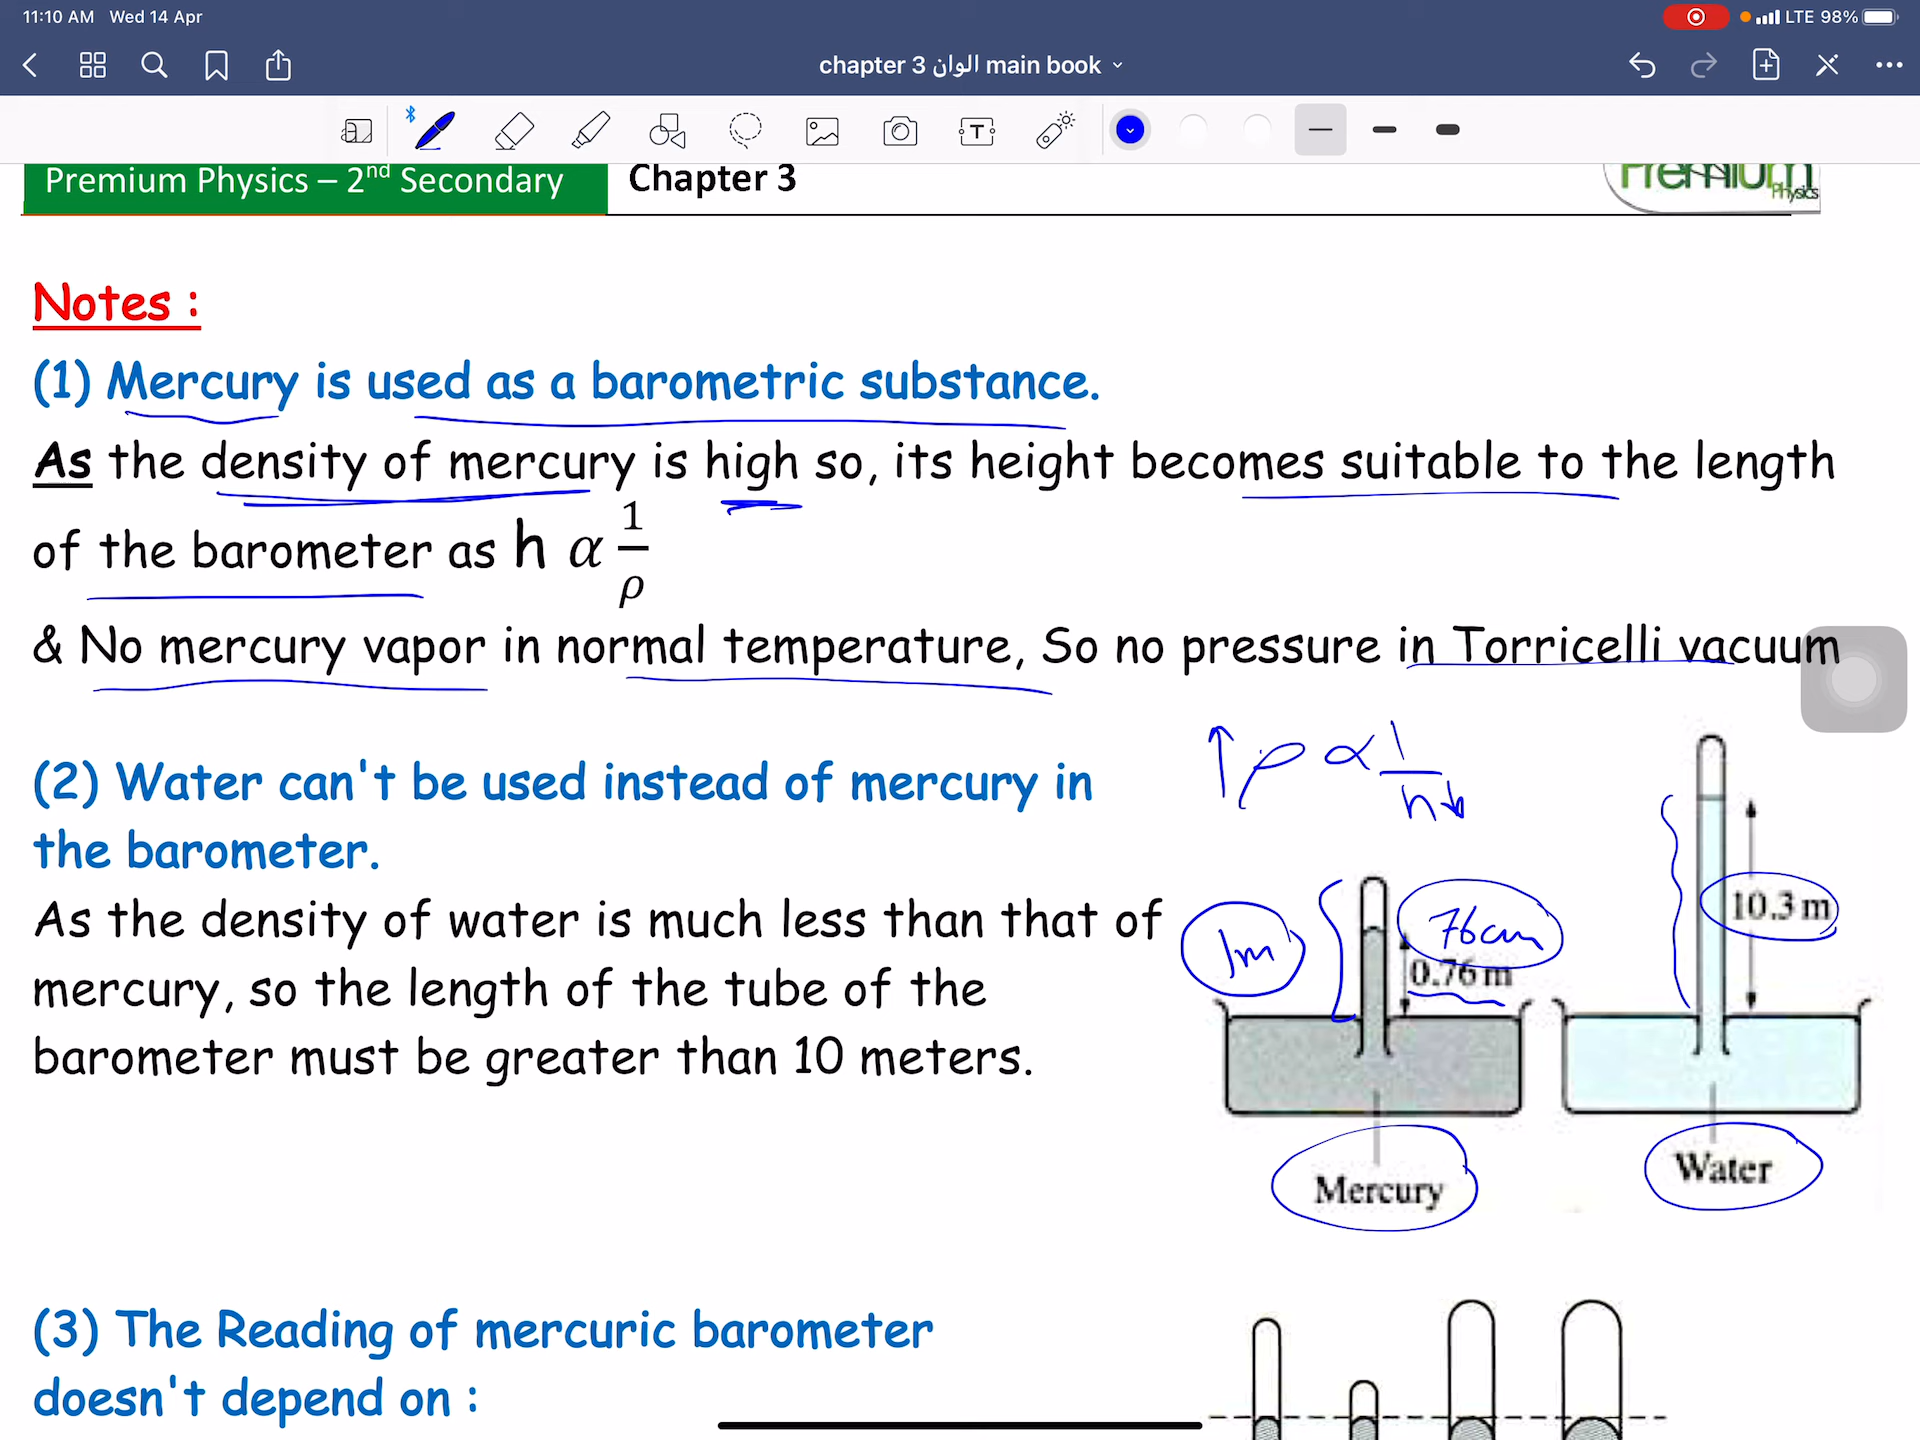 11:10 AM Wed 14 Apr
LTE 98%
chapter 3 الوان main book
a
T
Premium Physics – 2nd Secondary
Chapter 3
Premium
Physics
Notes :
(1) Mercury is used as a barometric substance.
As the density of mercury is high so, its height becomes suitable to the length
of the barometer as h α 1/ρ
& No mercury vapor in normal temperature, So no pressure in Torricelli vacuum
↑ρ ∝ 1/h↓
(2) Water can't be used instead of mercury in
the barometer.
As the density of water is much less than that of
mercury, so the length of the tube of the
barometer must be greater than 10 meters.
1m
76cm
0.76 m
10.3 m
Mercury
Water
(3) The Reading of mercuric barometer
doesn't depend on :